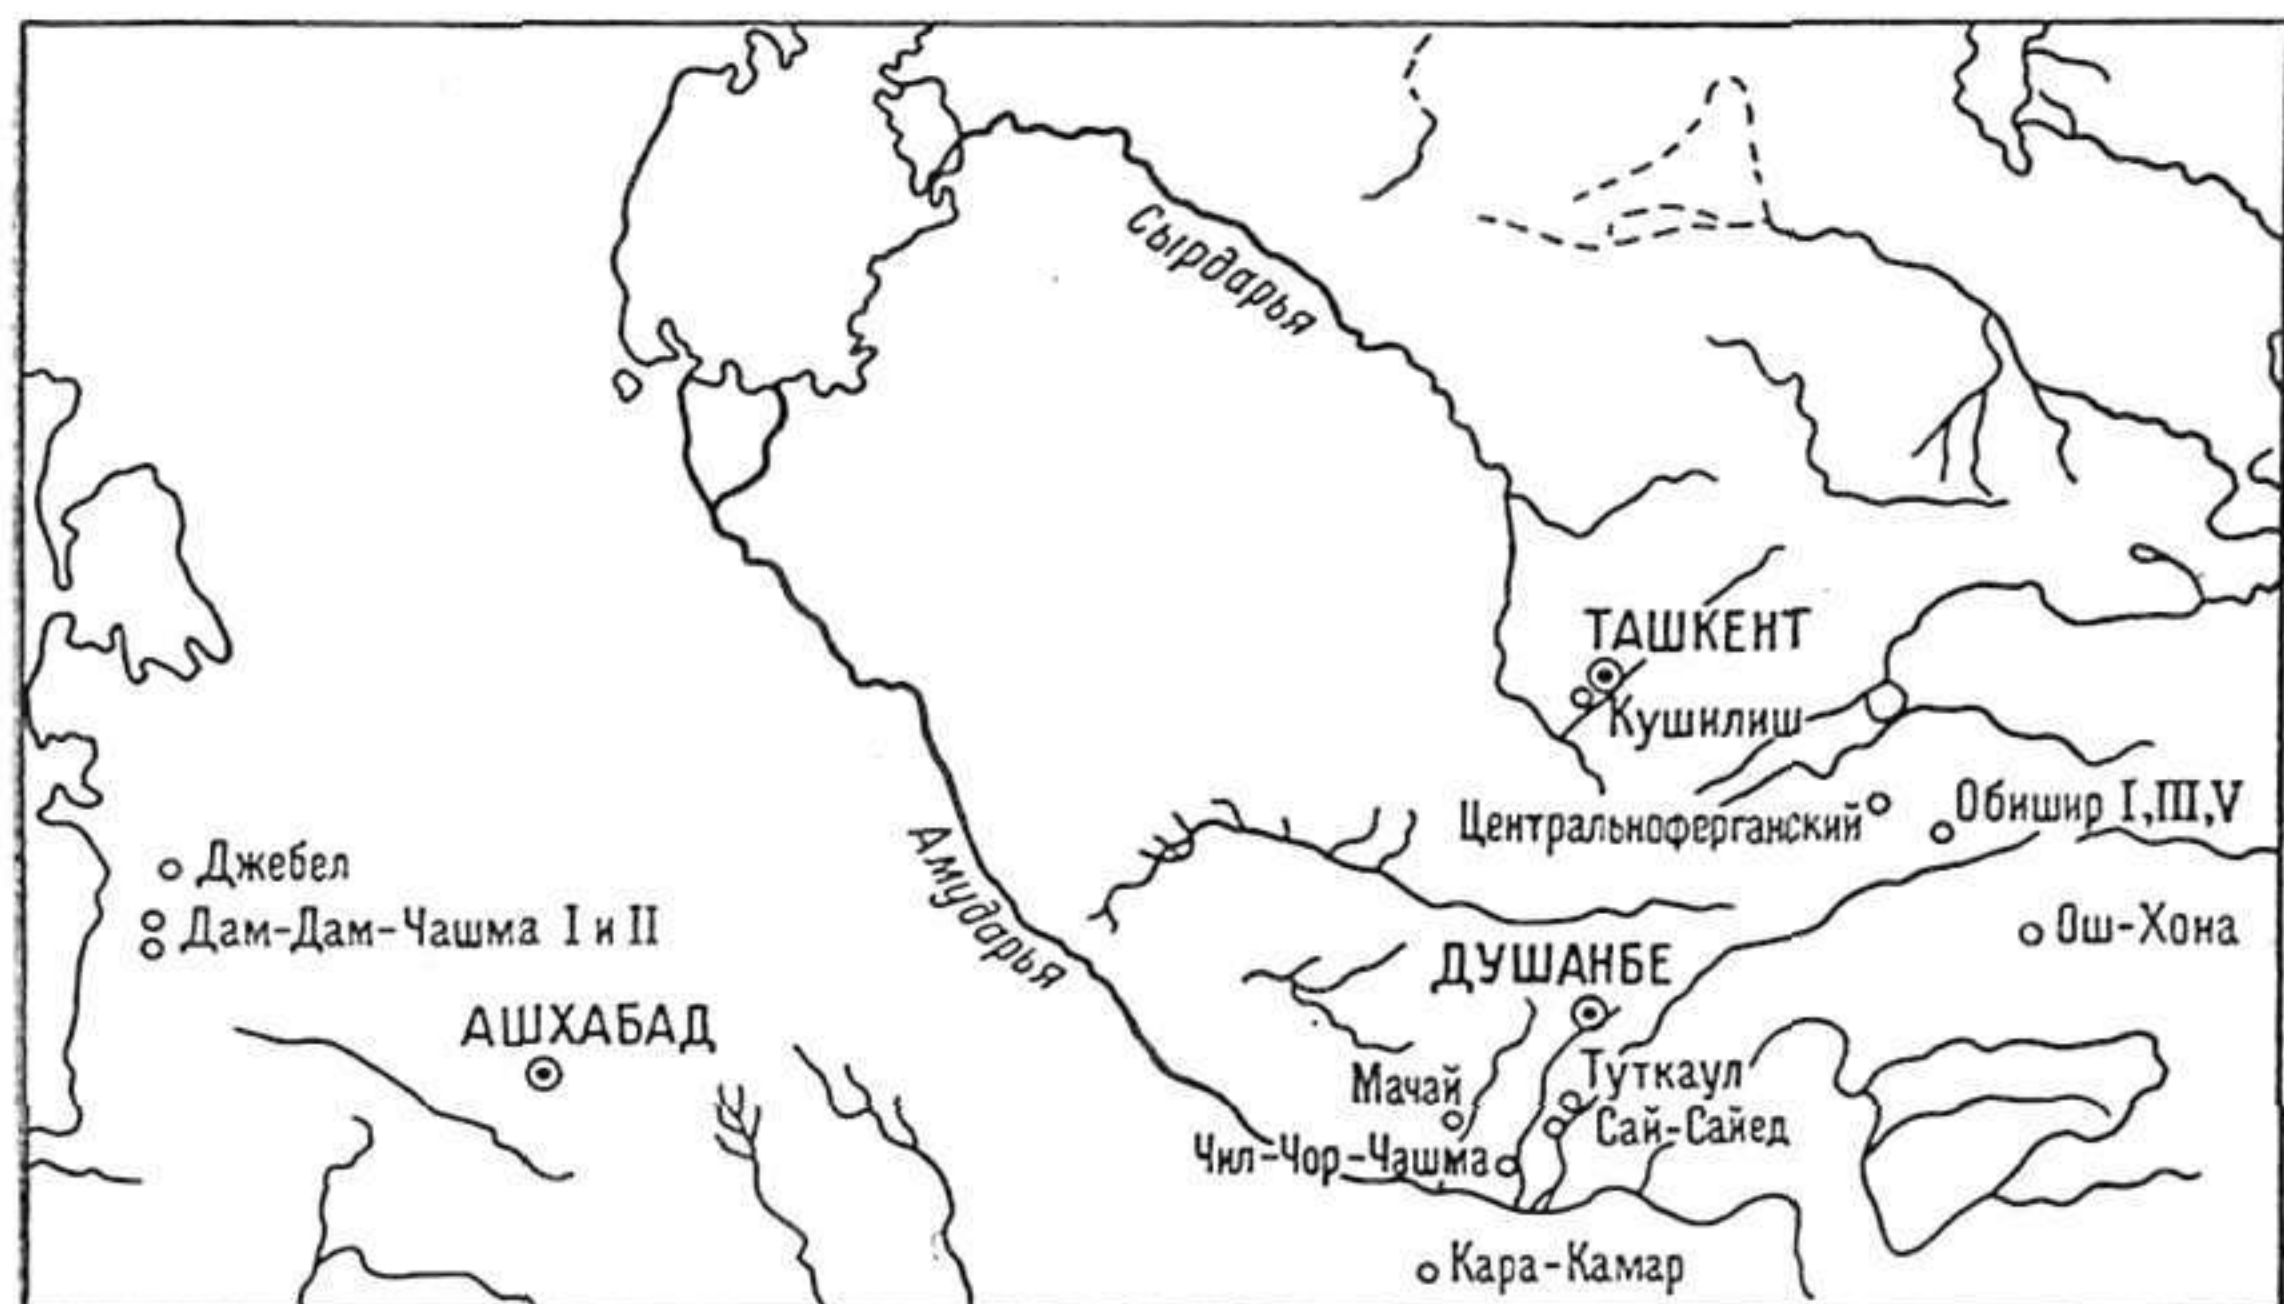 Сырдарья
ТАШКЕНТ
Кушилиш
Центральноферганский
Обишир I, III, V
Амударья
Джебел
Дам-Дам-Чашма I и II
Ош-Хона
ДУШАНБЕ
АШХАБАД
Туткаул
Мачай
Сай-Сайед
Чил-Чор-Чашма
Кара-Камар